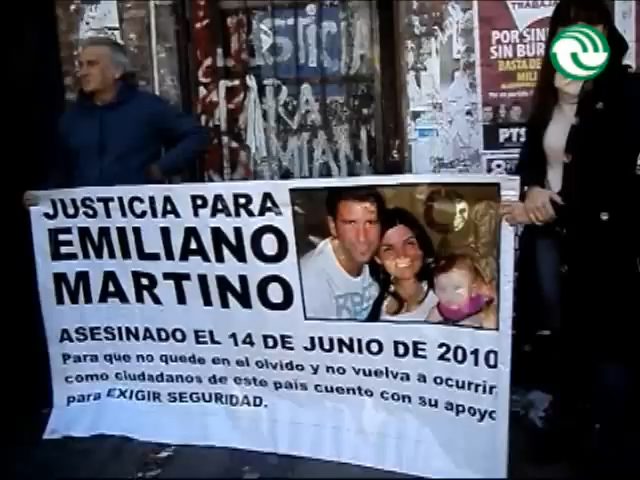 JUSTICIA PARA
EMILIANO
MARTINO
ASESINADO EL 14 DE JUNIO DE 2010
Para que no quede en el olvido y no vuelva a ocurrir
como ciudadanos de este país cuento con su apoyo
para EXIGIR SEGURIDAD.
POR SIN
SIN BUR
BASTA DE
PTS